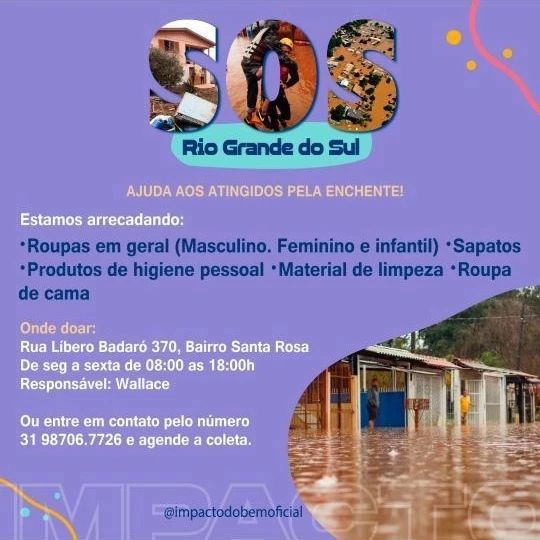 SOS
Rio Grande do Sul
AJUDA AOS ATINGIDOS PELA ENCHENTE!
Estamos arrecadando:
•Roupas em geral (Masculino. Feminino e infantil) •Sapatos
•Produtos de higiene pessoal •Material de limpeza •Roupa
de cama
Onde doar:
Rua Líbero Badaró 370, Bairro Santa Rosa
De seg a sexta de 08:00 as 18:00h
Responsável: Wallace
Ou entre em contato pelo número
31 98706.7726 e agende a coleta.
IMPACTO
@impactodobemoficial